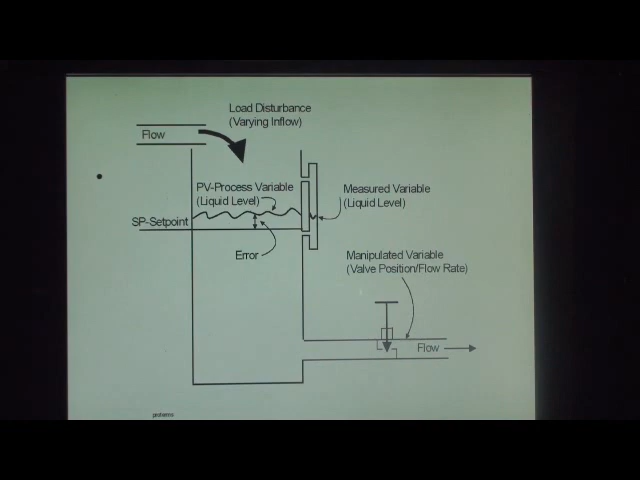 Load Disturbance
(Varying Inflow)
Flow
PV-Process Variable
(Liquid Level)
Measured Variable
(Liquid Level)
SP-Setpoint
Error
Manipulated Variable
(Valve Position/Flow Rate)
Flow